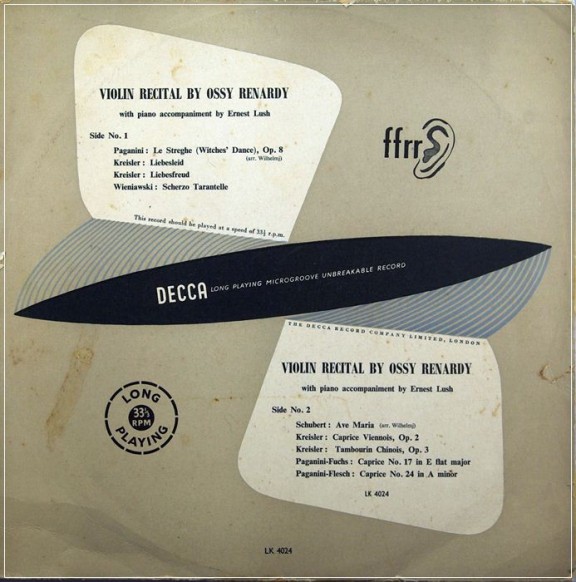 VIOLIN RECITAL BY OSSY RENARDY
with piano accompaniment by Ernest Lush
Side No. 1
Paganini : Le Streghe (Witches' Dance), Op. 8
(arr. Wilhelmj)
Kreisler : Liebesleid
Kreisler : Liebesfreud
Wieniawski : Scherzo Tarantelle
This record should be played at a speed of 33⅓ r.p.m.
ffrr
DECCA LONG PLAYING MICROGROOVE UNBREAKABLE RECORD
THE DECCA RECORD COMPANY LIMITED, LONDON
VIOLIN RECITAL BY OSSY RENARDY
with piano accompaniment by Ernest Lush
Side No. 2
Schubert : Ave Maria (arr. Wilhelmj)
Kreisler : Caprice Viennois, Op. 2
Kreisler : Tambourin Chinois, Op. 3
Paganini-Fuchs : Caprice No. 17 in E flat major
Paganini-Flesch : Caprice No. 24 in A minor
LK 4024
LONG
33⅓
RPM
PLAYING
LK 4024